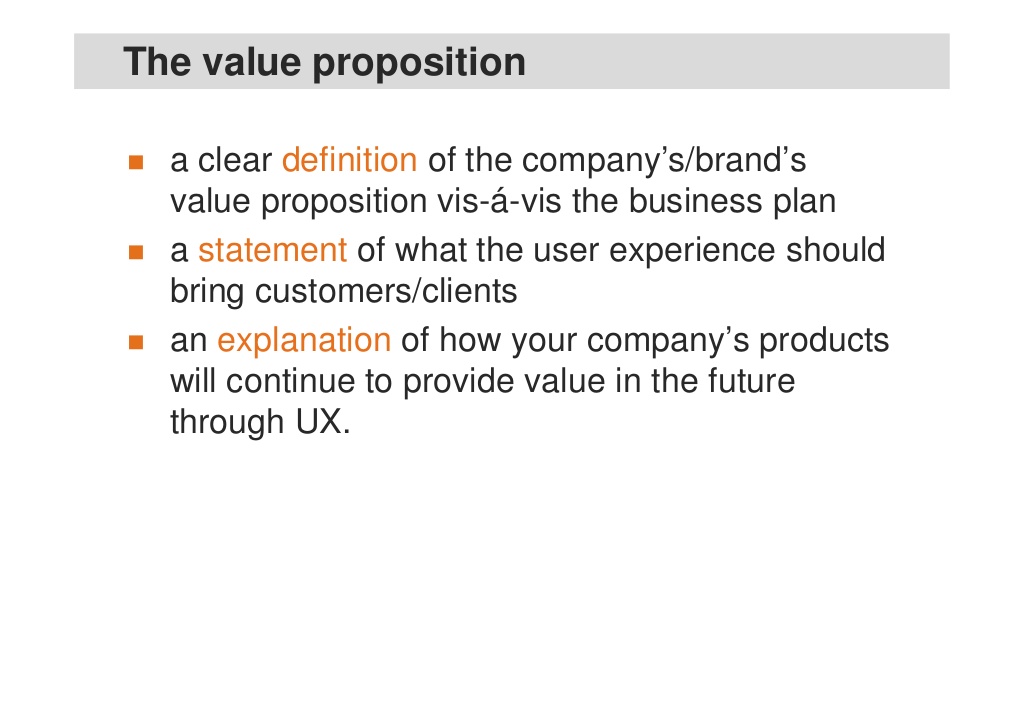 The value proposition
a clear definition of the company’s/brand’s
value proposition vis-á-vis the business plan
a statement of what the user experience should
bring customers/clients
an explanation of how your company’s products
will continue to provide value in the future
through UX.